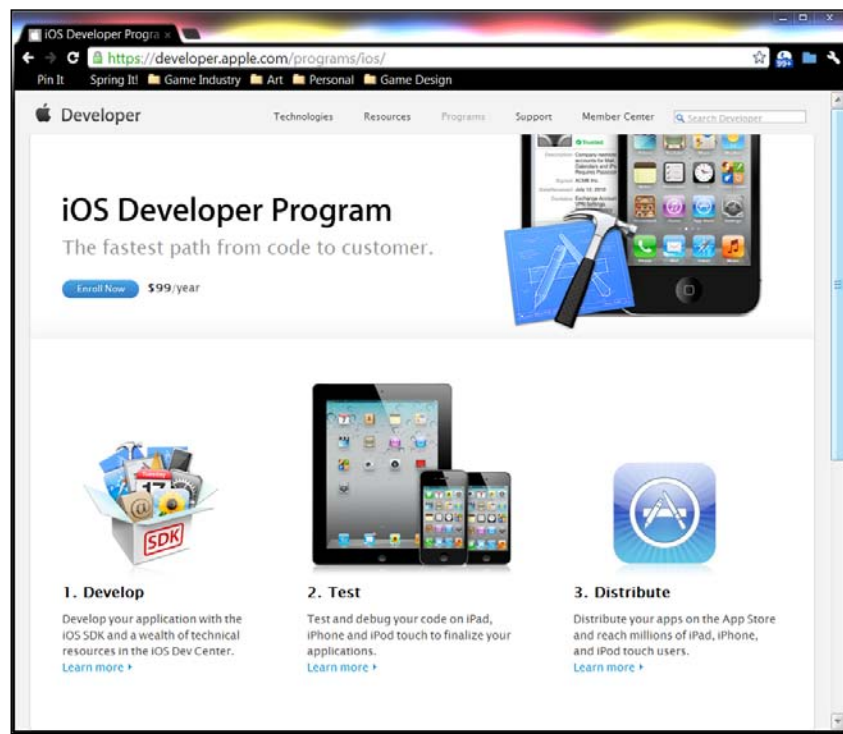 iOS Developer Progra
https://developer.apple.com/programs/ios/
99+
Pin It Spring It! Game Industry Art Personal Game Design
Developer Technologies Resources Programs Support Member Center Search Developer
iOS Developer Program
The fastest path from code to customer.
Enroll Now $99/year
SDK
1. Develop
Develop your application with the
iOS SDK and a wealth of technical
resources in the iOS Dev Center.
Learn more
2. Test
Test and debug your code on iPad,
iPhone and iPod touch to finalize your
applications.
Learn more
3. Distribute
Distribute your apps on the App Store
and reach millions of iPad, iPhone,
and iPod touch users.
Learn more